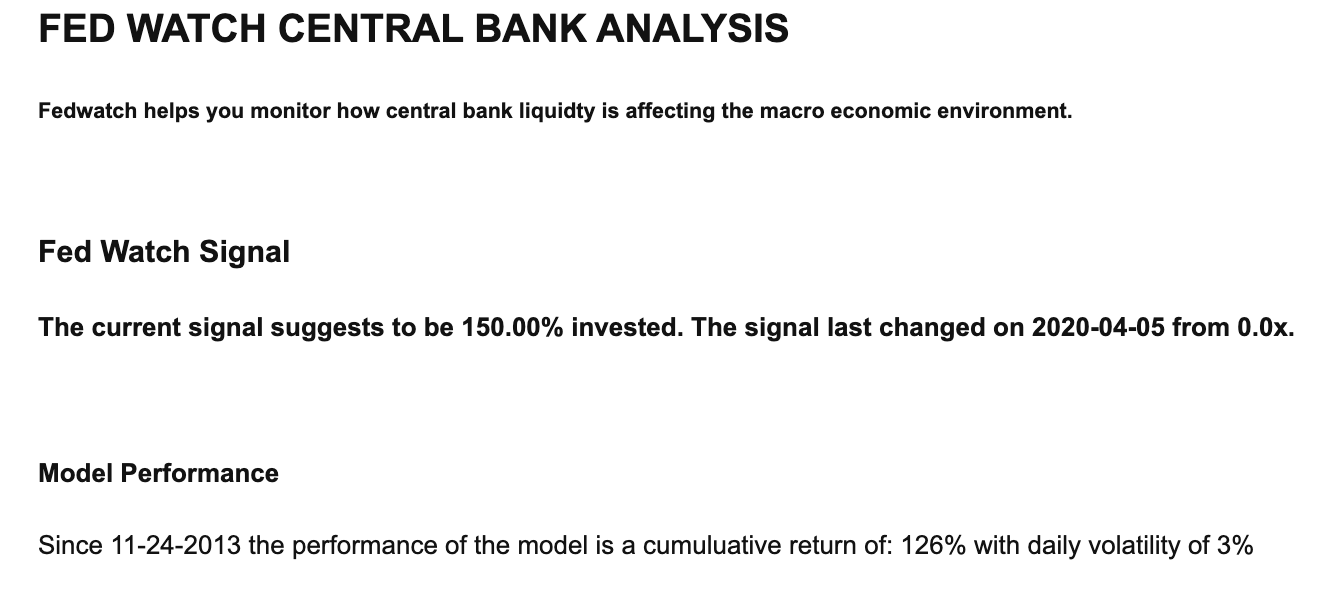 FED WATCH CENTRAL BANK ANALYSIS
Fedwatch helps you monitor how central bank liquidty is affecting the macro economic environment.
Fed Watch Signal
The current signal suggests to be 150.00% invested. The signal last changed on 2020-04-05 from 0.0x.
Model Performance
Since 11-24-2013 the performance of the model is a cumuluative return of: 126% with daily volatility of 3%